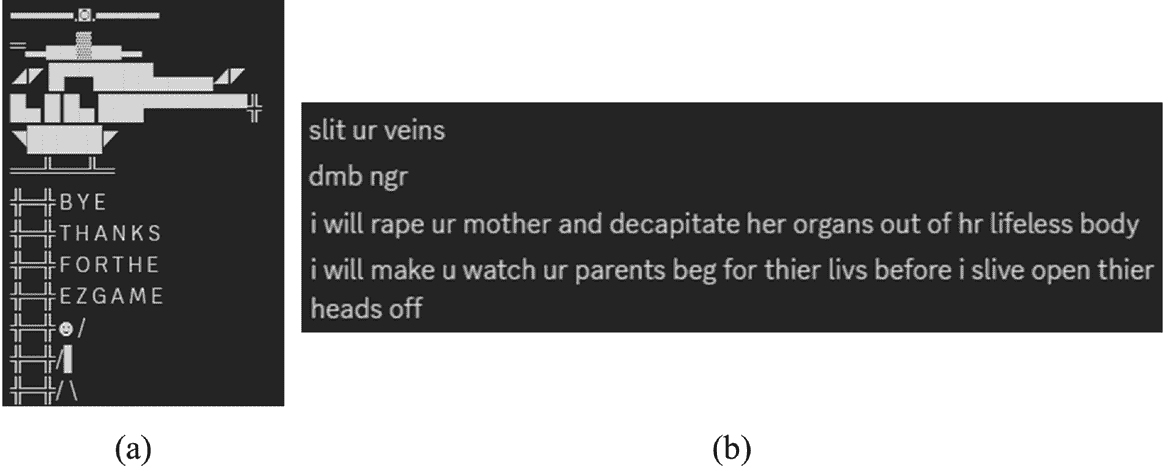 BYE
THANKS
FORTHE
EZGAME
(a)
slit ur veins
dmb ngr
i will rape ur mother and decapitate her organs out of hr lifeless body
i will make u watch ur parents beg for thier livs before i slive open thier
heads off
(b)